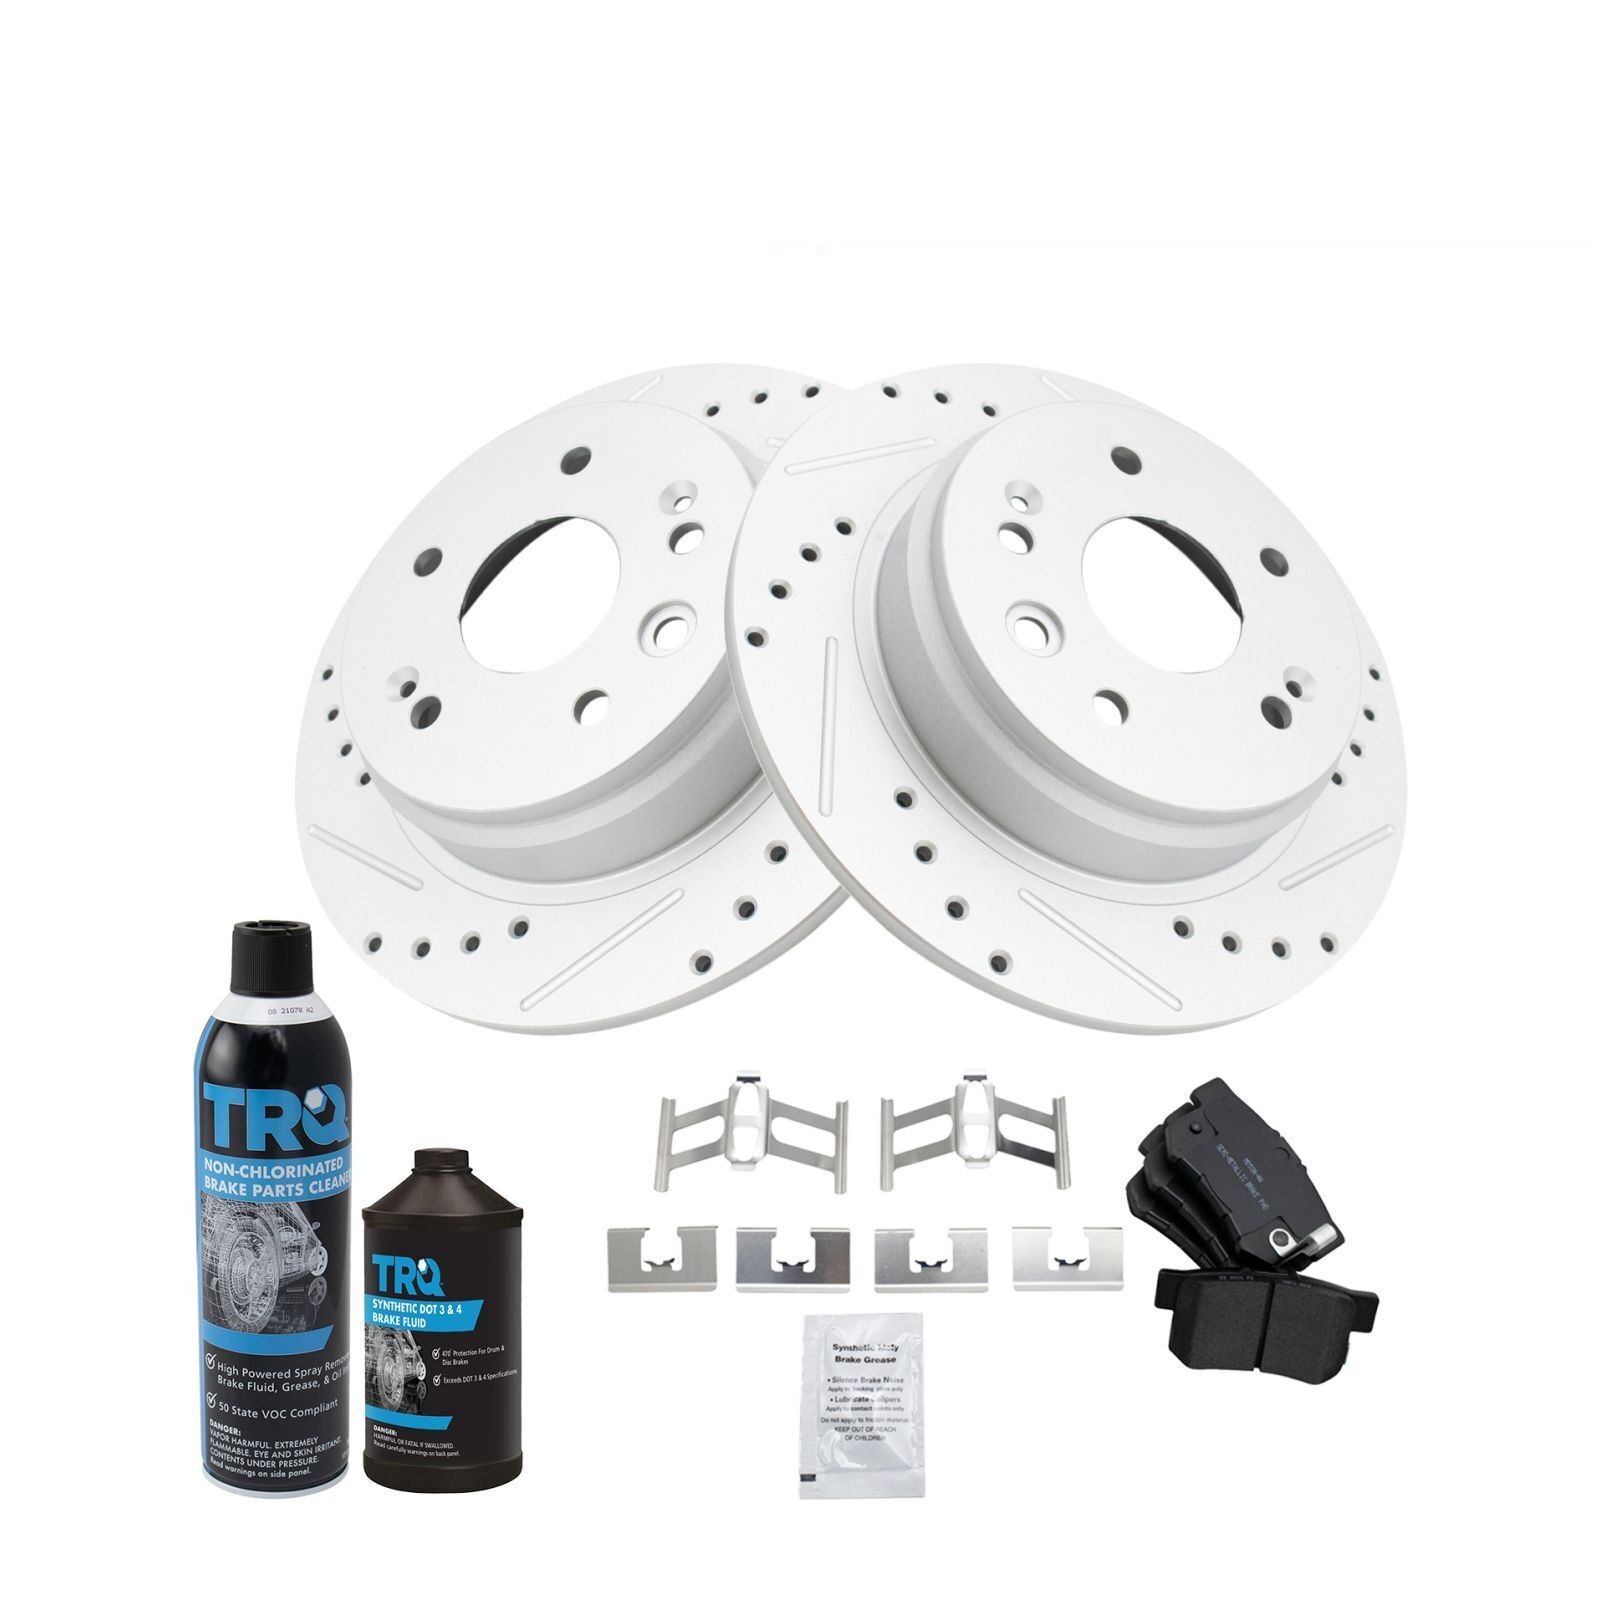 08 21078 A2
TRQ
NON-CHLORINATED
BRAKE PARTS CLEANER
High Powered Spray Removes
Brake Fluid, Grease, & Oil
50 State VOC Compliant
DANGER:
VAPOR HARMFUL. EXTREMELY
FLAMMABLE. EYE AND SKIN IRRITANT.
CONTENTS UNDER PRESSURE.
Read warnings on side panel.
TRQ
SYNTHETIC DOT 3 & 4
BRAKE FLUID
470° Protection For Drum &
Disc Brakes
Exceeds DOT 3 & 4 Specifications
DANGER:
HARMFUL OR FATAL IF SWALLOWED.
Read carefully warnings on back panel.
Synthetic Moly
Brake Grease
• Silence Brake Noise
Apply to backing plate only
• Lubricate Calipers
Apply to contact points only
Do not apply to friction material
KEEP OUT OF REACH
OF CHILDREN
SEMI-METALLIC BRAKE PAD